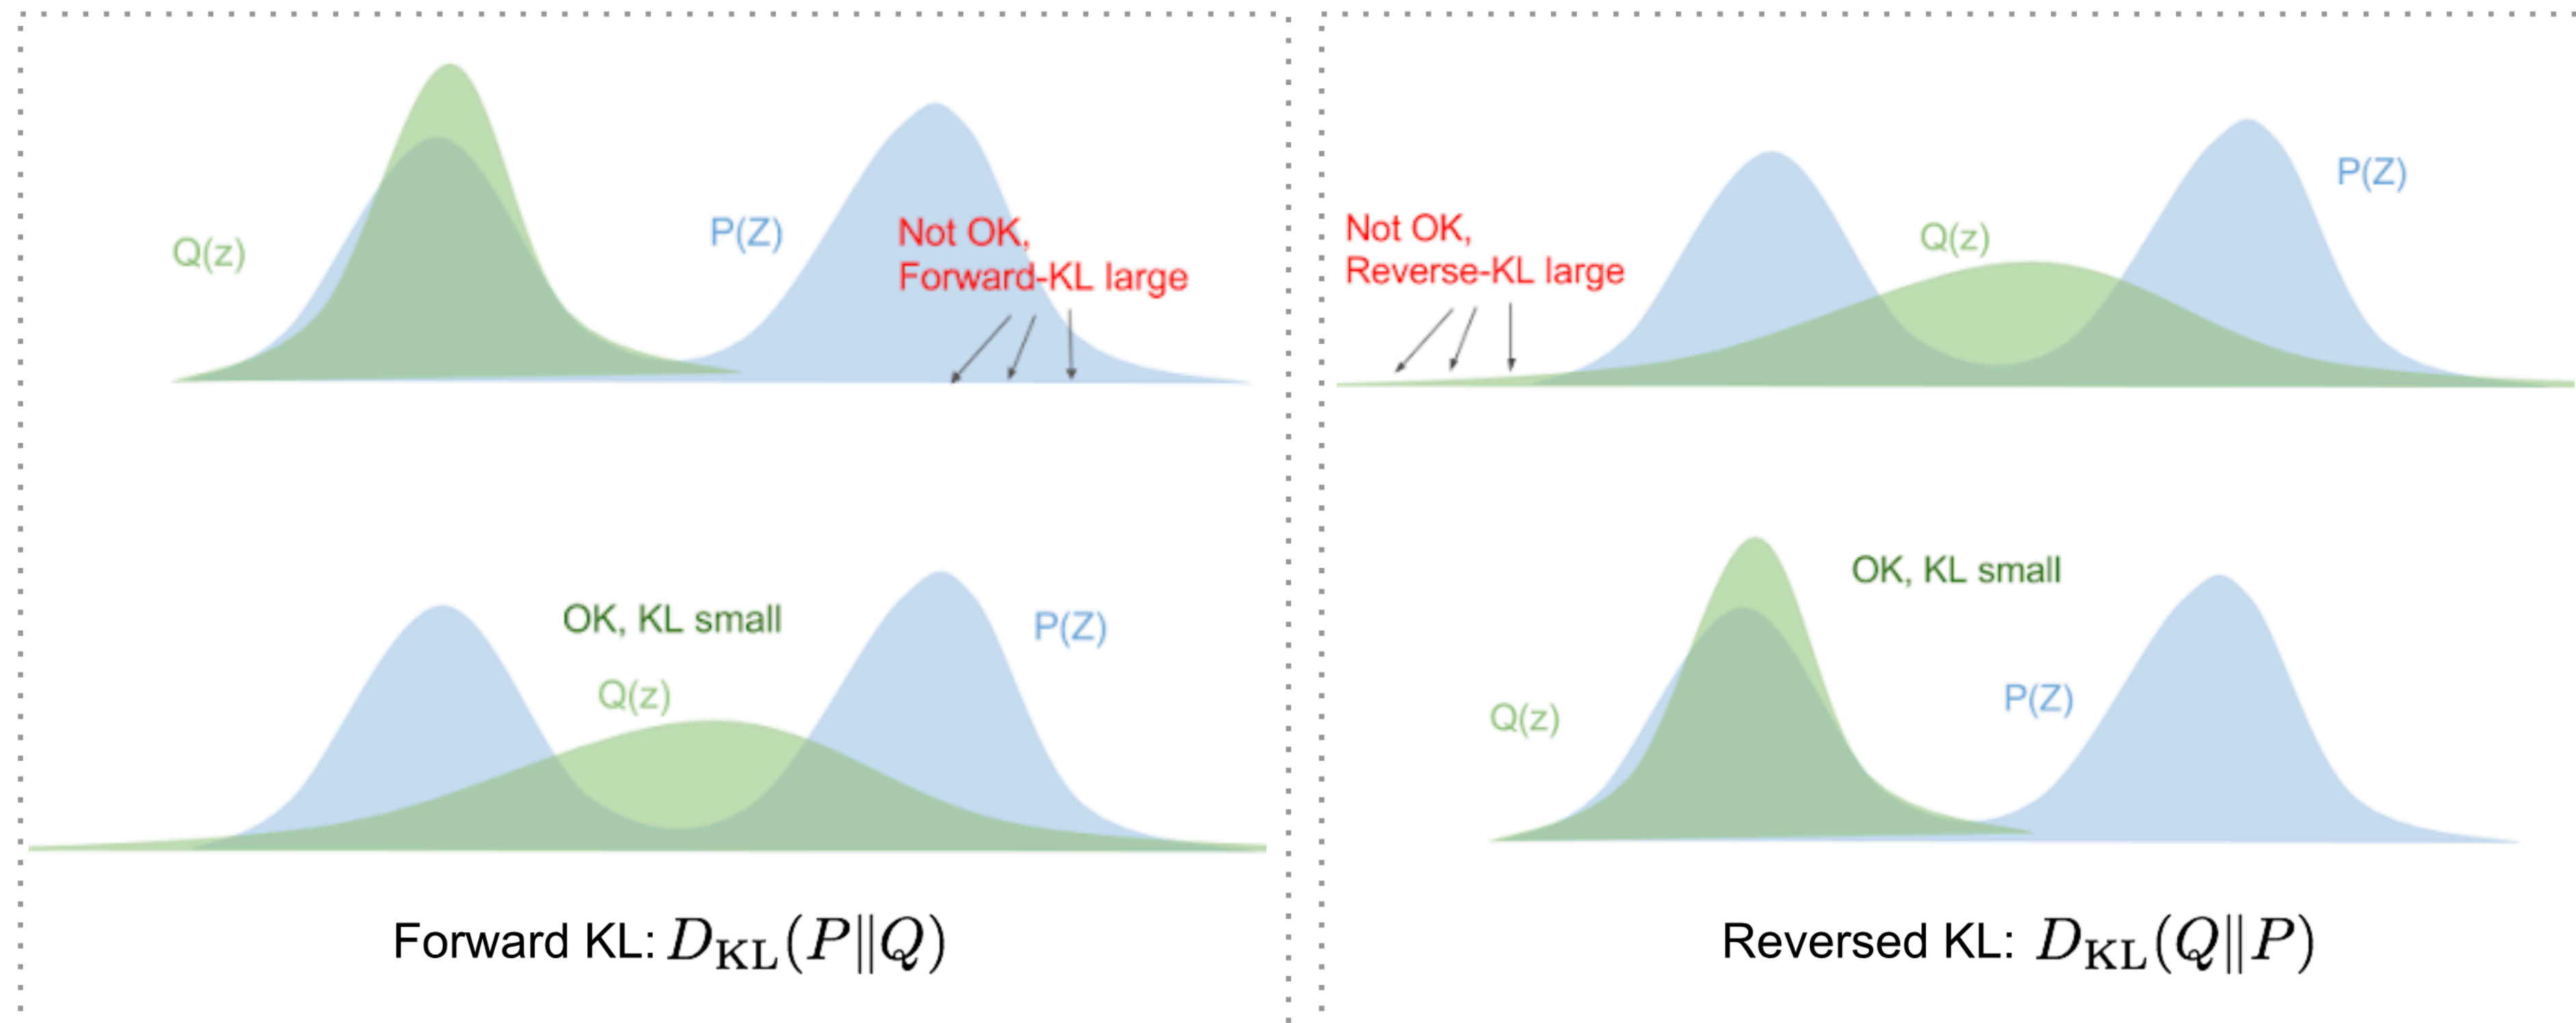 Q(z)
P(Z)
Not OK,
Forward-KL large
OK, KL small
Q(z)
P(Z)
Forward KL: D_KL(P‖Q)
Not OK,
Reverse-KL large
Q(z)
P(Z)
OK, KL small
Q(z)
P(Z)
Reversed KL: D_KL(Q‖P)